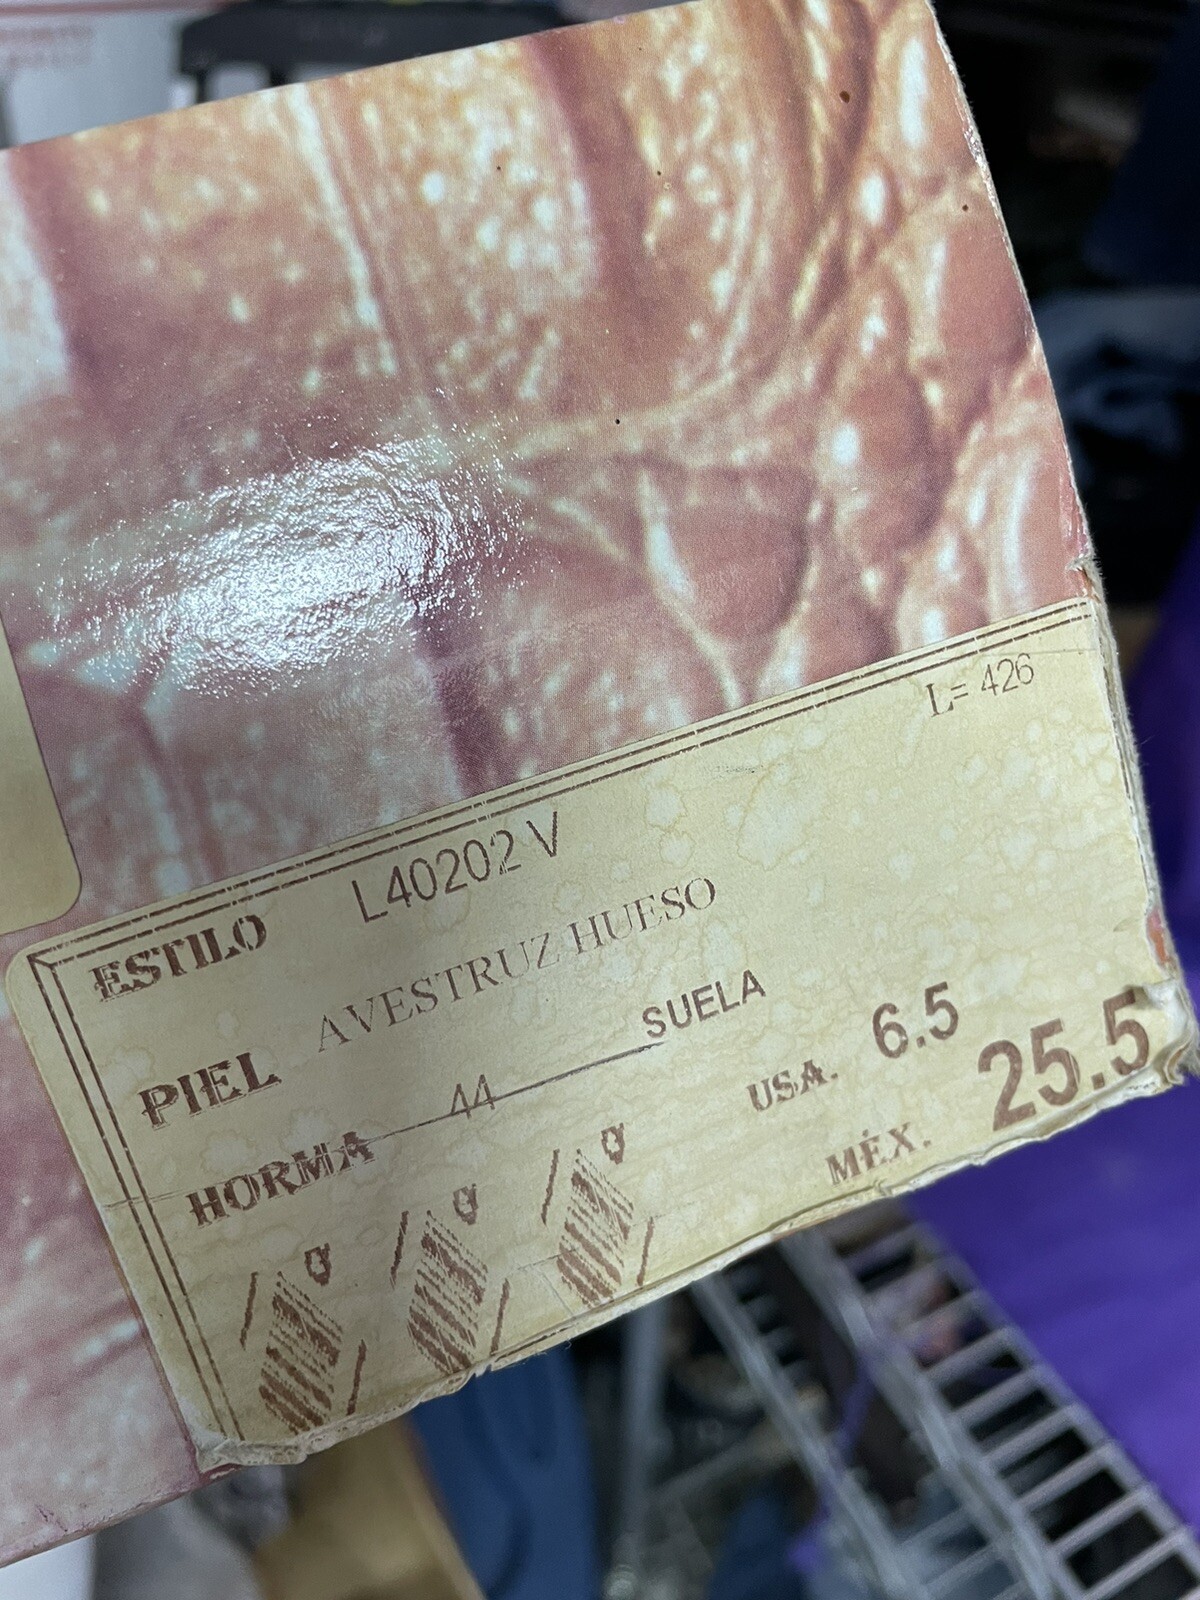 L= 426
ESTILO L40202 V
PIEL AVESTRUZ HUESO
HORMA 44 SUELA
USA. 6.5
MÉX. 25.5